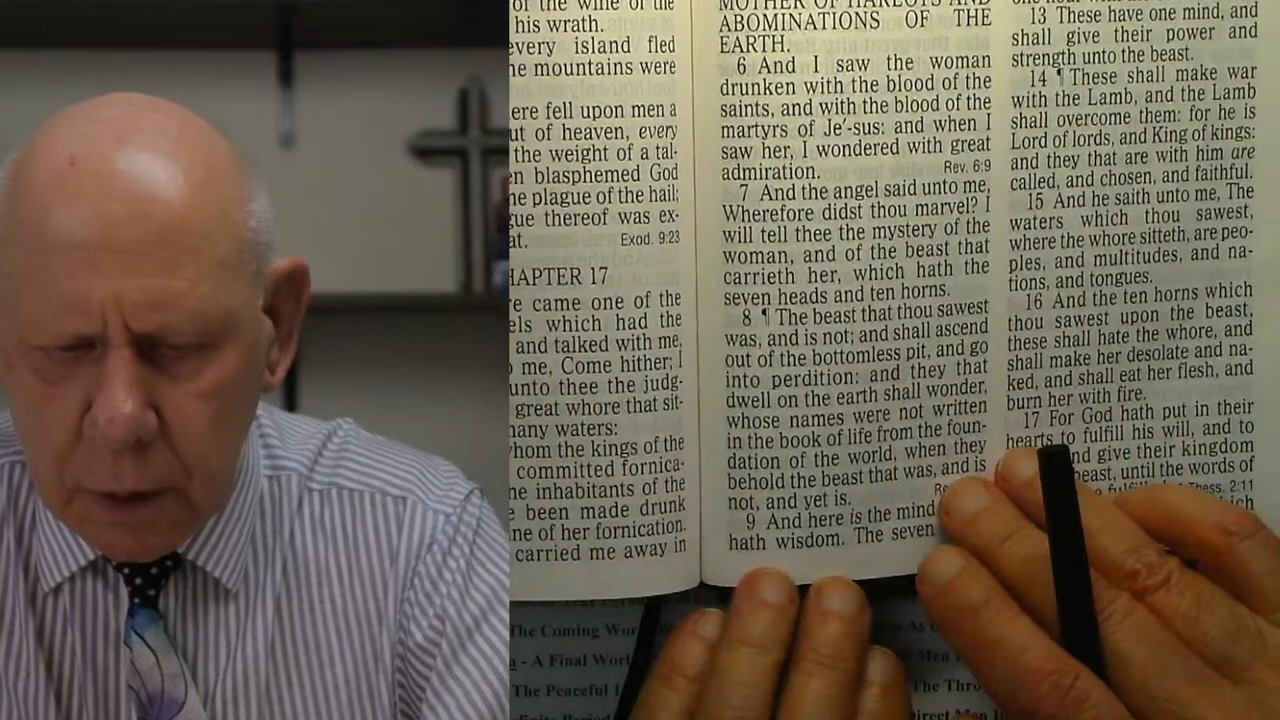 of the wine of the
his wrath.
every island fled
mountains were
ere fell upon men a
ut of heaven, every
the weight of a tal-
en blasphemed God
he plague of the hail;
gue thereof was ex-
at. Exod. 9:23
HAPTER 17
e came one of the
els which had the
and talked with me,
me, Come hither; I
unto thee the judg-
great whore that sit-
many waters:
whom the kings of the
committed fornica-
he inhabitants of the
been made drunk
ine of her fornication.
carried me away in
MOTHER OF HARLOTS AND
ABOMINATIONS OF THE
EARTH.
6 And I saw the woman
drunken with the blood of the
saints, and with the blood of the
martyrs of Je′-sus: and when I
saw her, I wondered with great
admiration. Rev. 6:9
7 And the angel said unto me,
Wherefore didst thou marvel? I
will tell thee the mystery of the
woman, and of the beast that
carrieth her, which hath the
seven heads and ten horns.
8 ¶ The beast that thou sawest
was, and is not; and shall ascend
out of the bottomless pit, and go
into perdition: and they that
dwell on the earth shall wonder,
whose names were not written
in the book of life from the foun-
dation of the world, when they
behold the beast that was, and is
not, and yet is. Re
9 And here is the mind
hath wisdom. The seven
13 These have one mind, and
shall give their power and
strength unto the beast.
14 ¶ These shall make war
with the Lamb, and the Lamb
shall overcome them: for he is
Lord of lords, and King of kings:
and they that are with him are
called, and chosen, and faithful.
15 And he saith unto me, The
waters which thou sawest,
where the whore sitteth, are peo-
ples, and multitudes, and na-
tions, and tongues.
16 And the ten horns which
thou sawest upon the beast,
these shall hate the whore, and
shall make her desolate and na-
ked, and shall eat her flesh, and
burn her with fire.
17 For God hath put in their
hearts to fulfill his will, and to
nd give their kingdom
beast, until the words of
Thess. 2:11
The Coming
- A Final
The Peaceful
Men
Direct Men